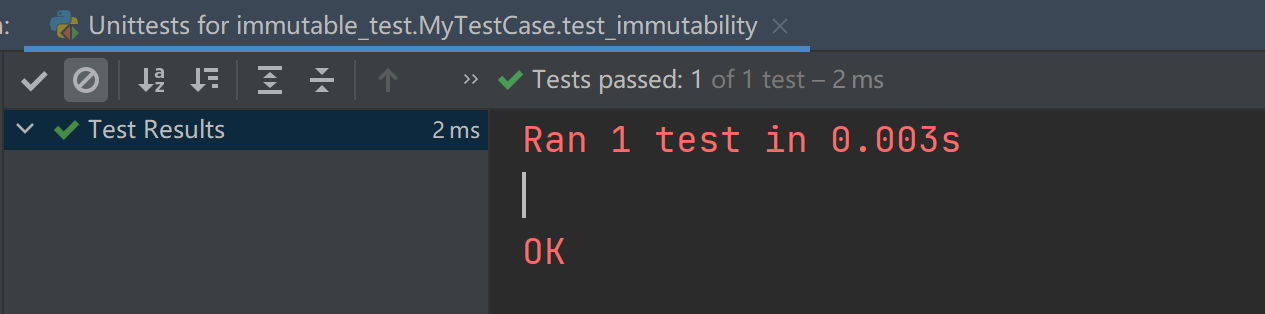 : Unittests for immutable_test.MyTestCase.test_immutability ×
a z » Tests passed: 1 of 1 test – 2 ms
Test Results 2 ms
Ran 1 test in 0.003s
OK